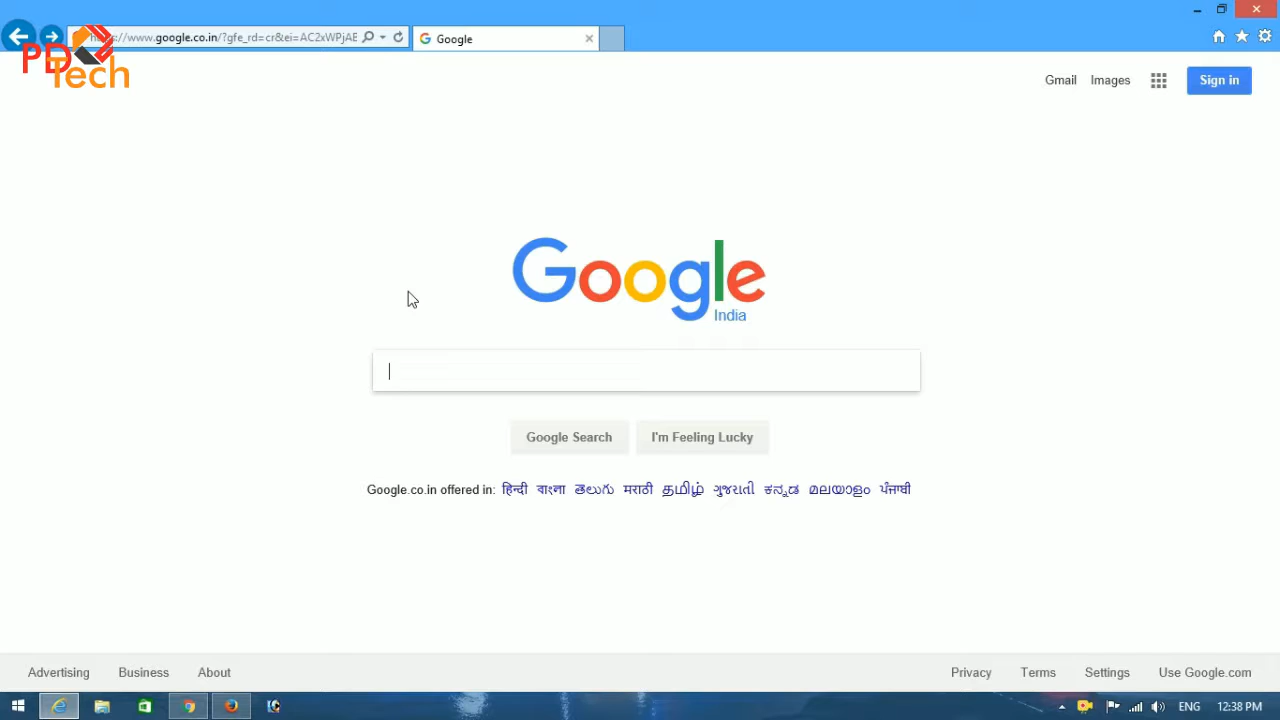 https://www.google.co.in/?gfe_rd=cr&ei=AC2xWPjAE
Google
PD Tech
Gmail Images Sign in
Google
India
Google Search I'm Feeling Lucky
Google.co.in offered in: हिन्दी বাংলা తెలుగు मराठी தமிழ் ગુજરાતી ಕನ್ನಡ മലയാളം ਪੰਜਾਬੀ
Advertising Business About Privacy Terms Settings Use Google.com
ENG 12:38 PM